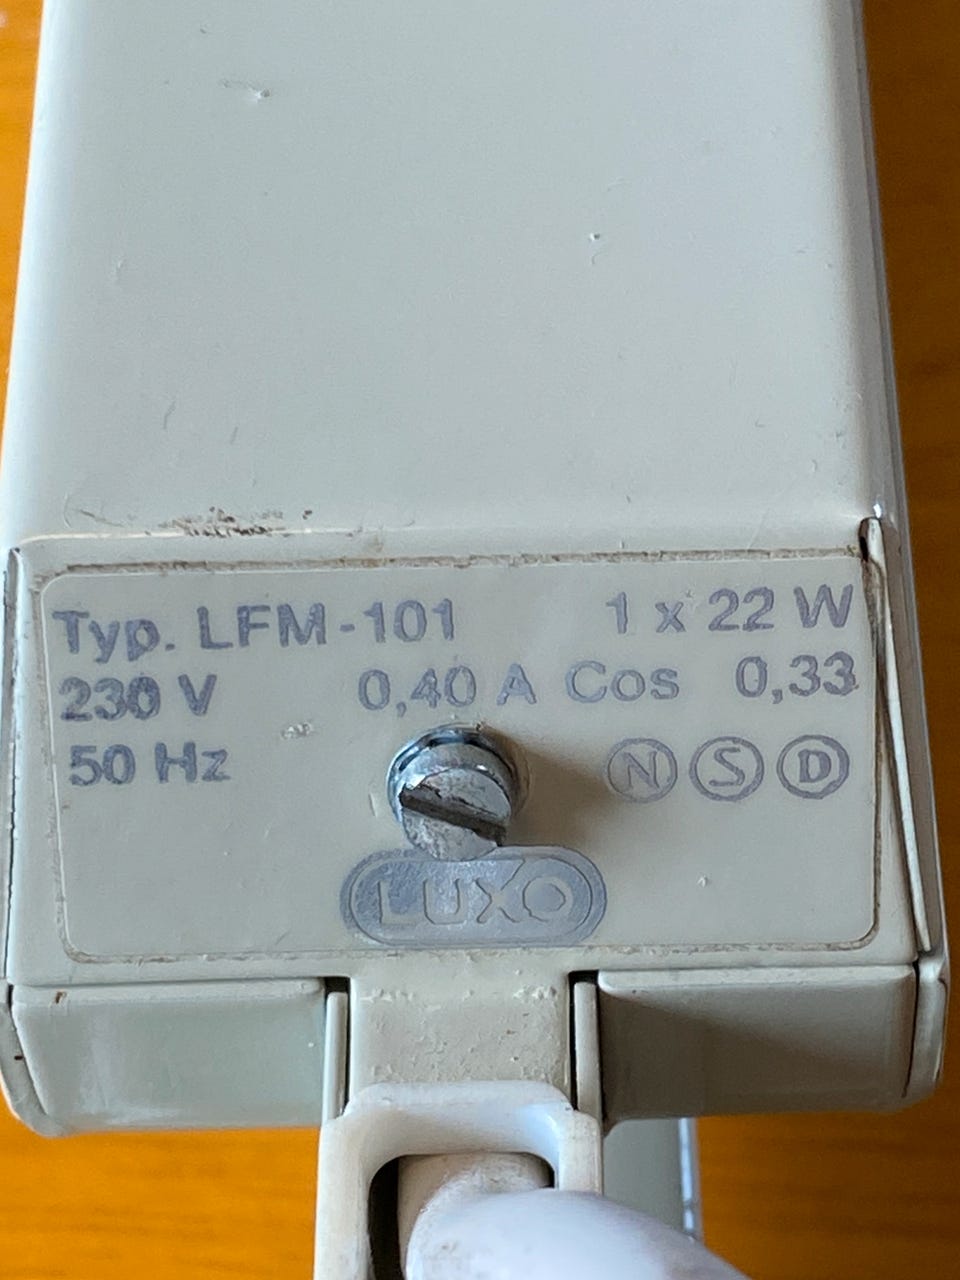 Typ. LFM-101 1 x 22 W
230 V 0,40 A Cos 0,33
50 Hz N S D
LUXO